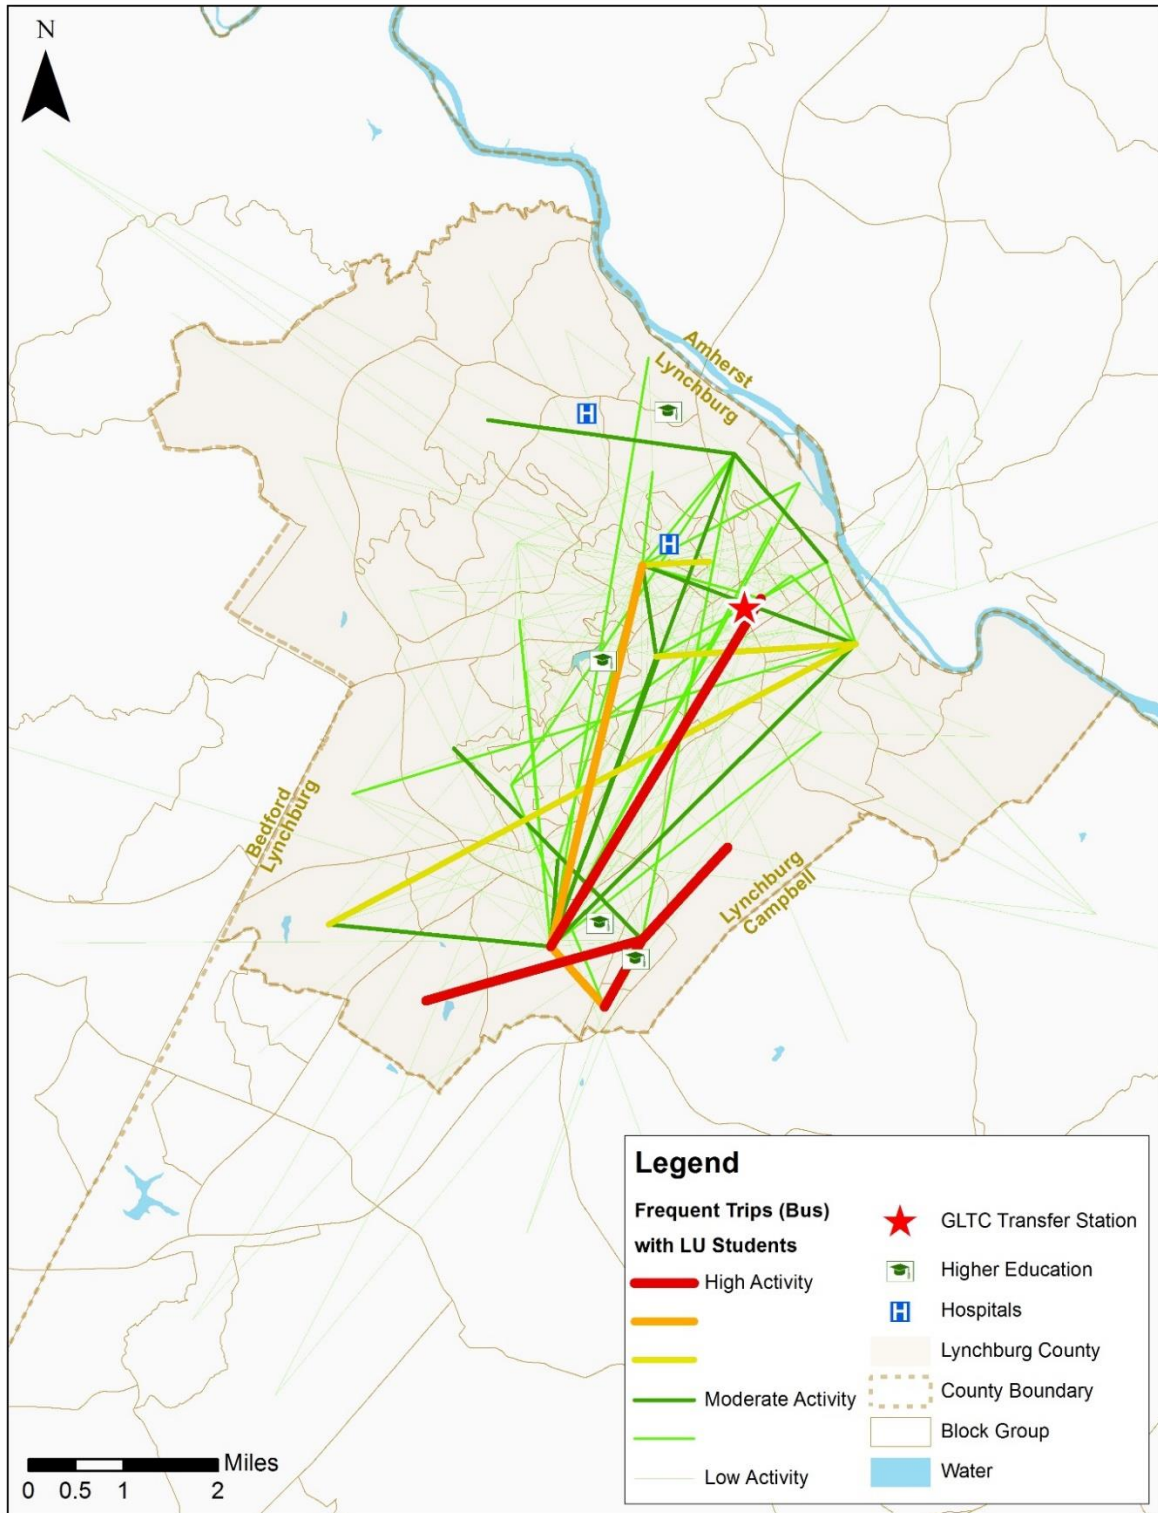 N
Amherst
Lynchburg
H
H
Bedford
Lynchburg
Lynchburg
Campbell
Legend
Frequent Trips (Bus)
with LU Students
High Activity
Moderate Activity
Low Activity
GLTC Transfer Station
Higher Education
H Hospitals
Lynchburg County
County Boundary
Block Group
Water
Miles
0 0.5 1 2